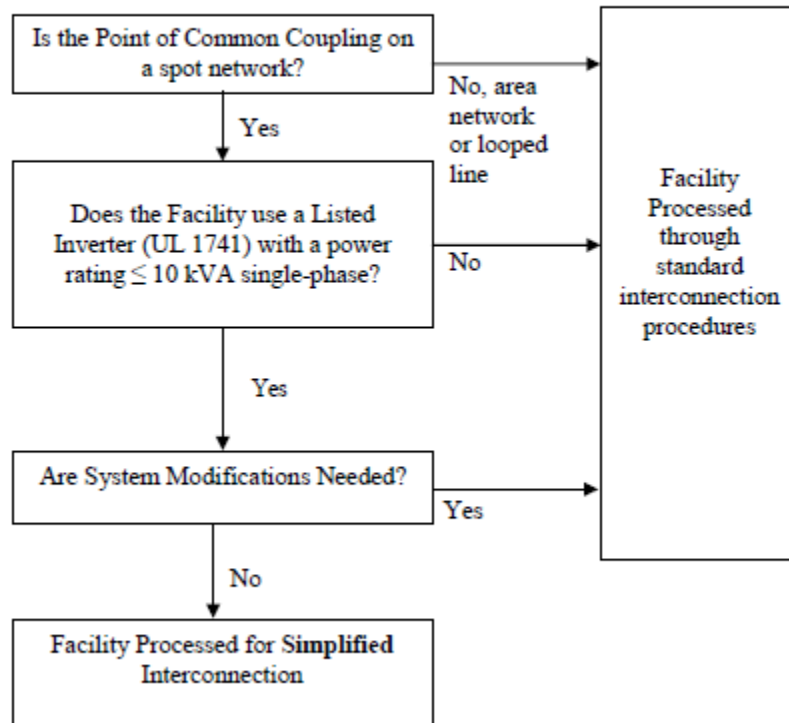 Is the Point of Common Coupling on
a spot network?
No, area
network
or looped
line
Yes
Does the Facility use a Listed
Inverter (UL 1741) with a power
rating ≤ 10 kVA single-phase?
No
Facility
Processed
through
standard
interconnection
procedures
Yes
Are System Modifications Needed?
Yes
No
Facility Processed for Simplified
Interconnection